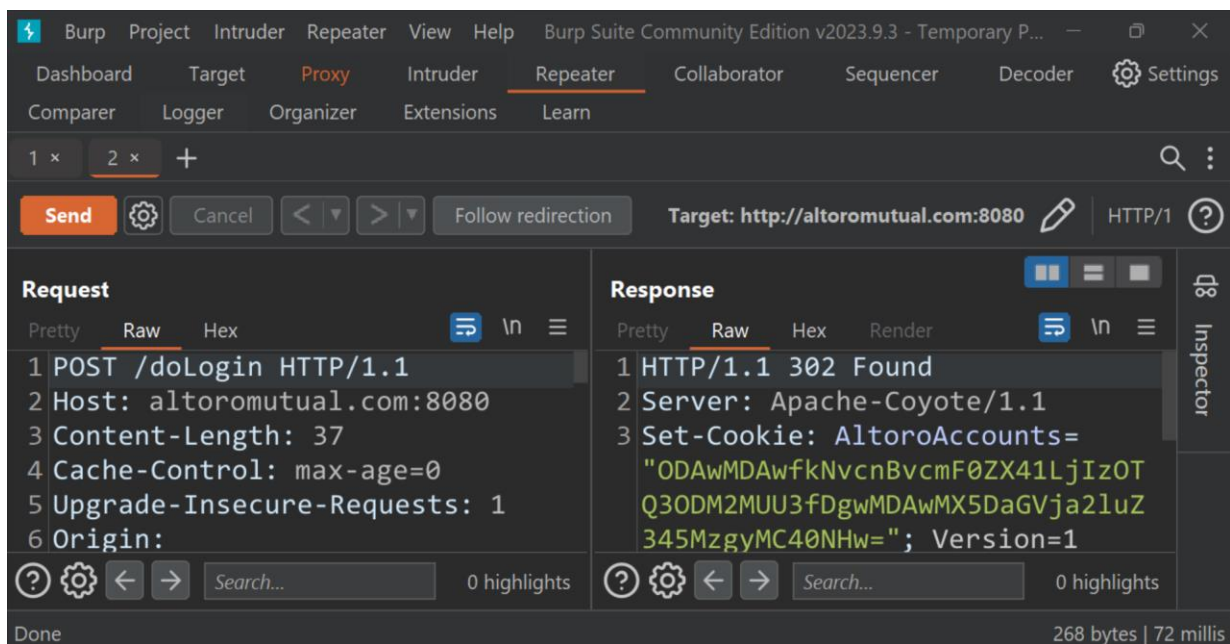 Burp Project Intruder Repeater View Help Burp Suite Community Edition v2023.9.3 - Temporary P...
Dashboard Target Proxy Intruder Repeater Collaborator Sequencer Decoder Settings
Comparer Logger Organizer Extensions Learn
1 × 2 × +
Send Cancel < > Follow redirection Target: http://altoromutual.com:8080 HTTP/1 ?
Request
Pretty Raw Hex \n
1 POST /doLogin HTTP/1.1
2 Host: altoromutual.com:8080
3 Content-Length: 37
4 Cache-Control: max-age=0
5 Upgrade-Insecure-Requests: 1
6 Origin:
? Search... 0 highlights
Response
Pretty Raw Hex Render \n
1 HTTP/1.1 302 Found
2 Server: Apache-Coyote/1.1
3 Set-Cookie: AltoroAccounts=
"ODAwMDAwfkNvcnBvcmF0ZX41LjIzOT
Q3ODM2MUU3fDgwMDAwMX5DaGVja2luZ
345MzgyMC40NHw="; Version=1
? Search... 0 highlights
Inspector
Done 268 bytes | 72 millis